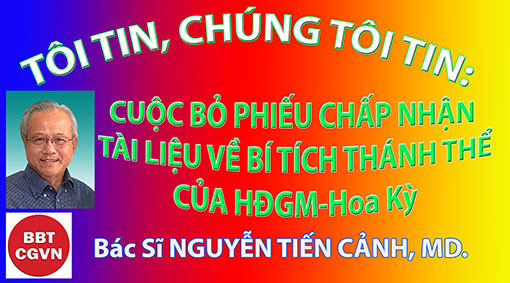 TÔI TIN, CHÚNG TÔI TIN:
CUỘC BỎ PHIẾU CHẤP NHẬN
TÀI LIỆU VỀ BÍ TÍCH THÁNH THỂ
CỦA HĐGM-Hoa Kỳ
BBT
CGVN
Bác Sĩ NGUYỄN TIẾN CẢNH, MD.